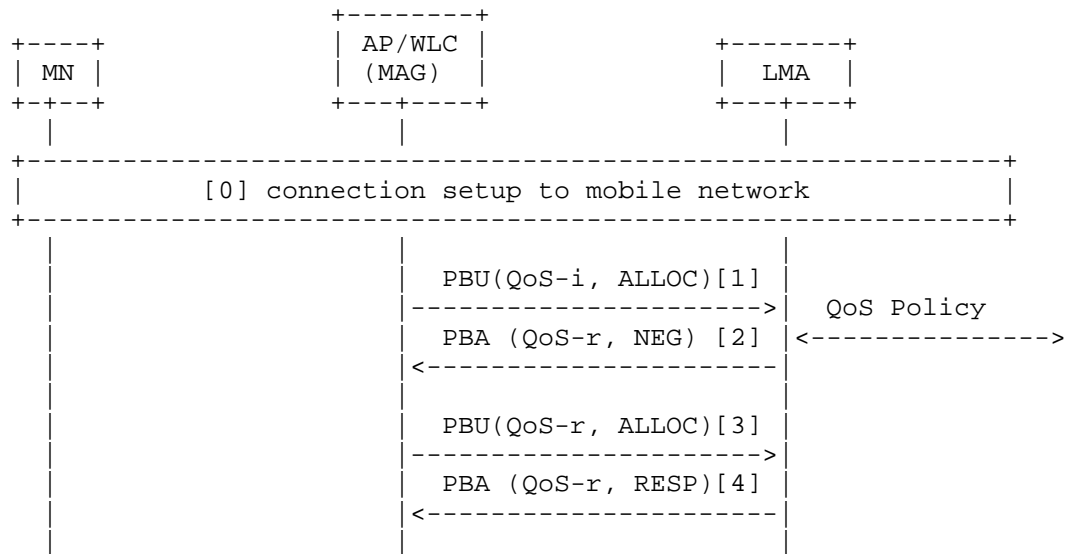 AP/WLC
MN (MAG) LMA
[0] connection setup to mobile network
PBU(QoS-i, ALLOC)[1]
QoS Policy
PBA (QoS-r, NEG) [2]
PBU(QoS-r, ALLOC)[3]
PBA (QoS-r, RESP)[4]